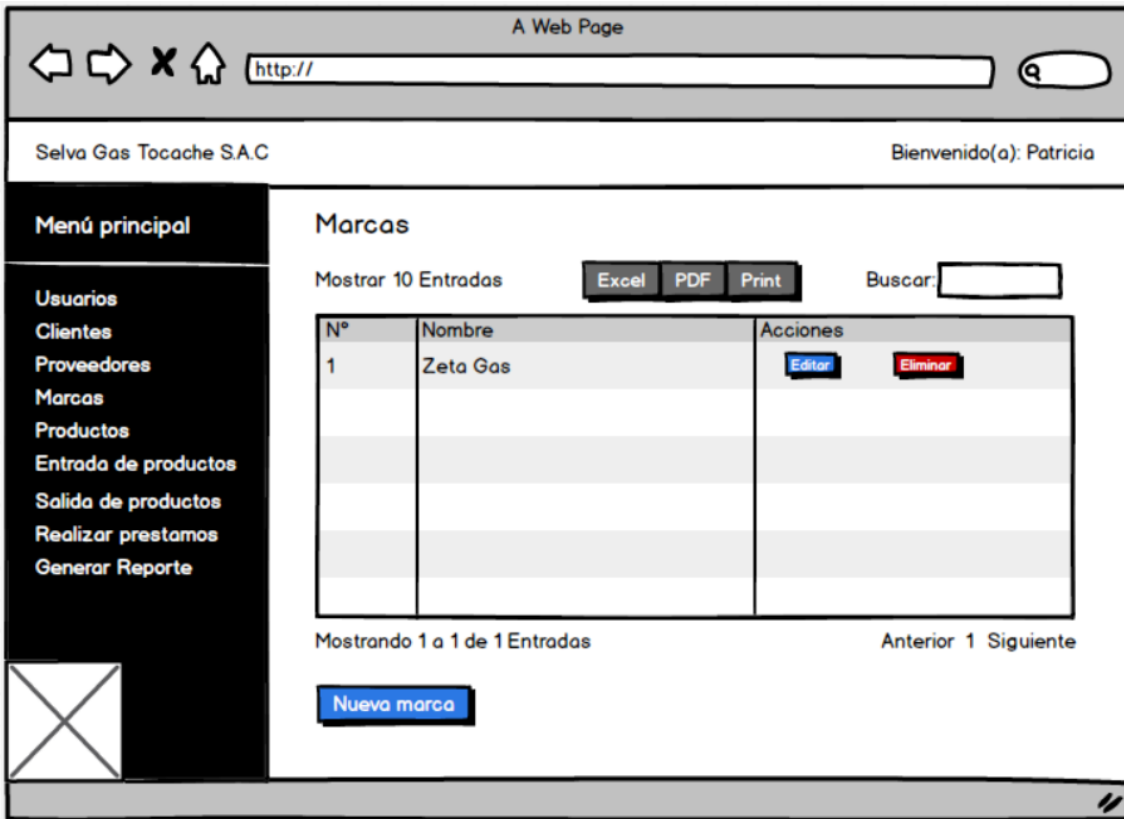 A Web Page
http://
Selva Gas Tocache S.A.C
Bienvenido(a): Patricia
Menú principal
Usuarios
Clientes
Proveedores
Marcas
Productos
Entrada de productos
Salida de productos
Realizar prestamos
Generar Reporte
Marcas
Mostrar 10 Entradas
Excel PDF Print
Buscar:
N° Nombre Acciones
1 Zeta Gas Editar Eliminar
Mostrando 1 a 1 de 1 Entradas
Anterior 1 Siguiente
Nueva marca